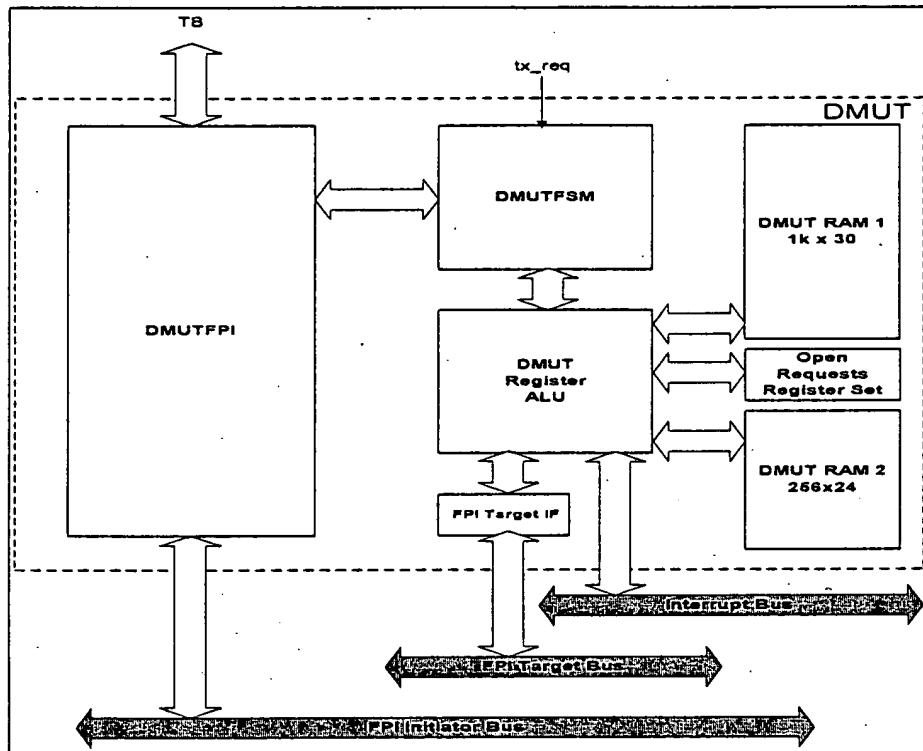 TB
tx_req
DMUT
DMUTFPI
DMUTFSM
DMUT RAM 1
1k x 30
DMUT
Register
ALU
Open
Requests
Register Set
DMUT RAM 2
256x24
FPI Target IF
Interrupt Bus
FPI Target Bus
FPI Initiator Bus